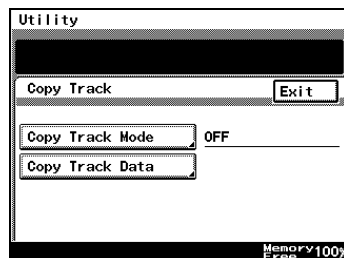 Utility
Copy Track
Exit
Copy Track Mode
OFF
Copy Track Data
Memory 100%
Free